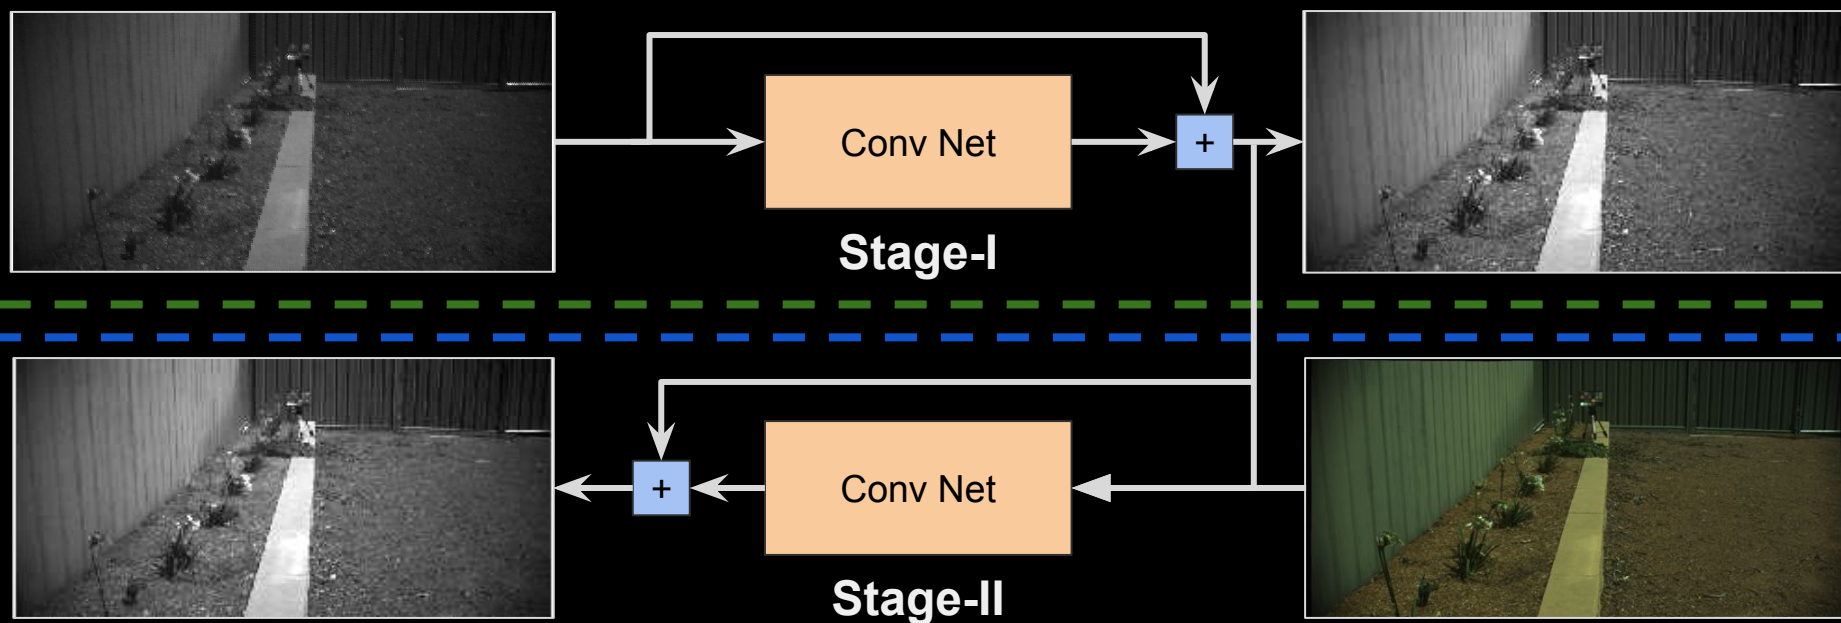 Conv Net
+
Stage-I
+
Conv Net
Stage-II